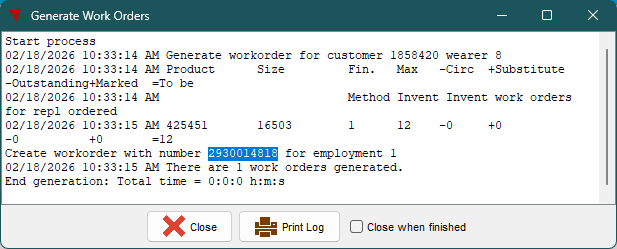 Generate Work Orders
Start process
02/18/2026 10:33:14 AM Generate workorder for customer 1858420 wearer 8
02/18/2026 10:33:14 AM Product      Size         Fin.   Max   -Circ  +Substitute
-Outstanding+Marked  =To be
02/18/2026 10:33:14 AM                           Method Invent Invent work orders
for repl ordered
02/18/2026 10:33:15 AM 425451       16503        1      12    -0     +0
-0      +0       =12
Create workorder with number 2930014818 for employment 1
02/18/2026 10:33:15 AM There are 1 work orders generated.
End generation: Total time = 0:0:0 h:m:s
Close
Print Log
Close when finished